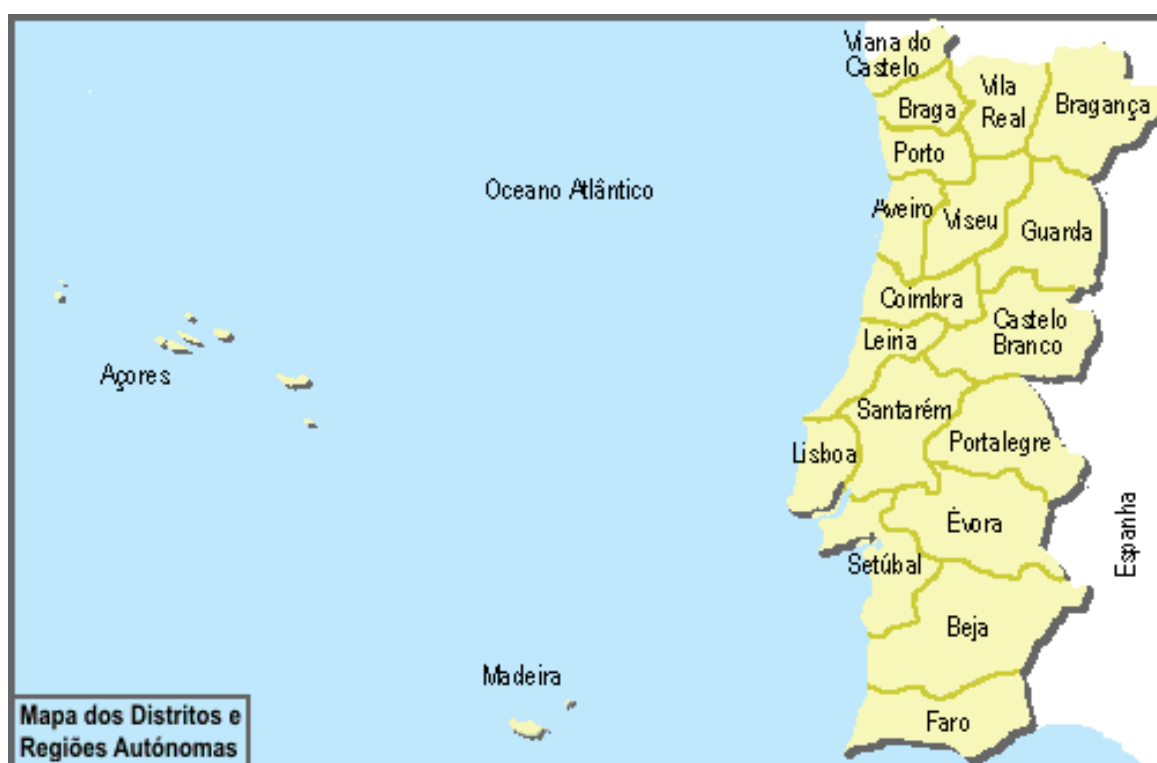 Viana do
Castelo
Vila
Real
Bragança
Braga
Porto
Oceano Atlântico
Aveiro
Viseu
Guarda
Coimbra
Castelo
Branco
Leiria
Açores
Santarém
Portalegre
Lisboa
Évora
Espanha
Setúbal
Beja
Madeira
Faro
Mapa dos Distritos e
Regiões Autónomas